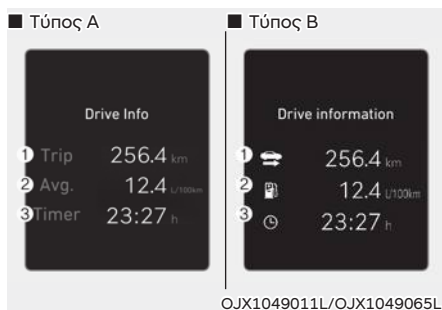 ■ Τύπος A
Drive Info
① Trip 256.4 km
② Avg. 12.4 L/100km
③ Timer 23:27 h
■ Τύπος B
Drive information
① 256.4 km
② 12.4 L/100km
③ 23:27 h
OJX1049011L/OJX1049065L